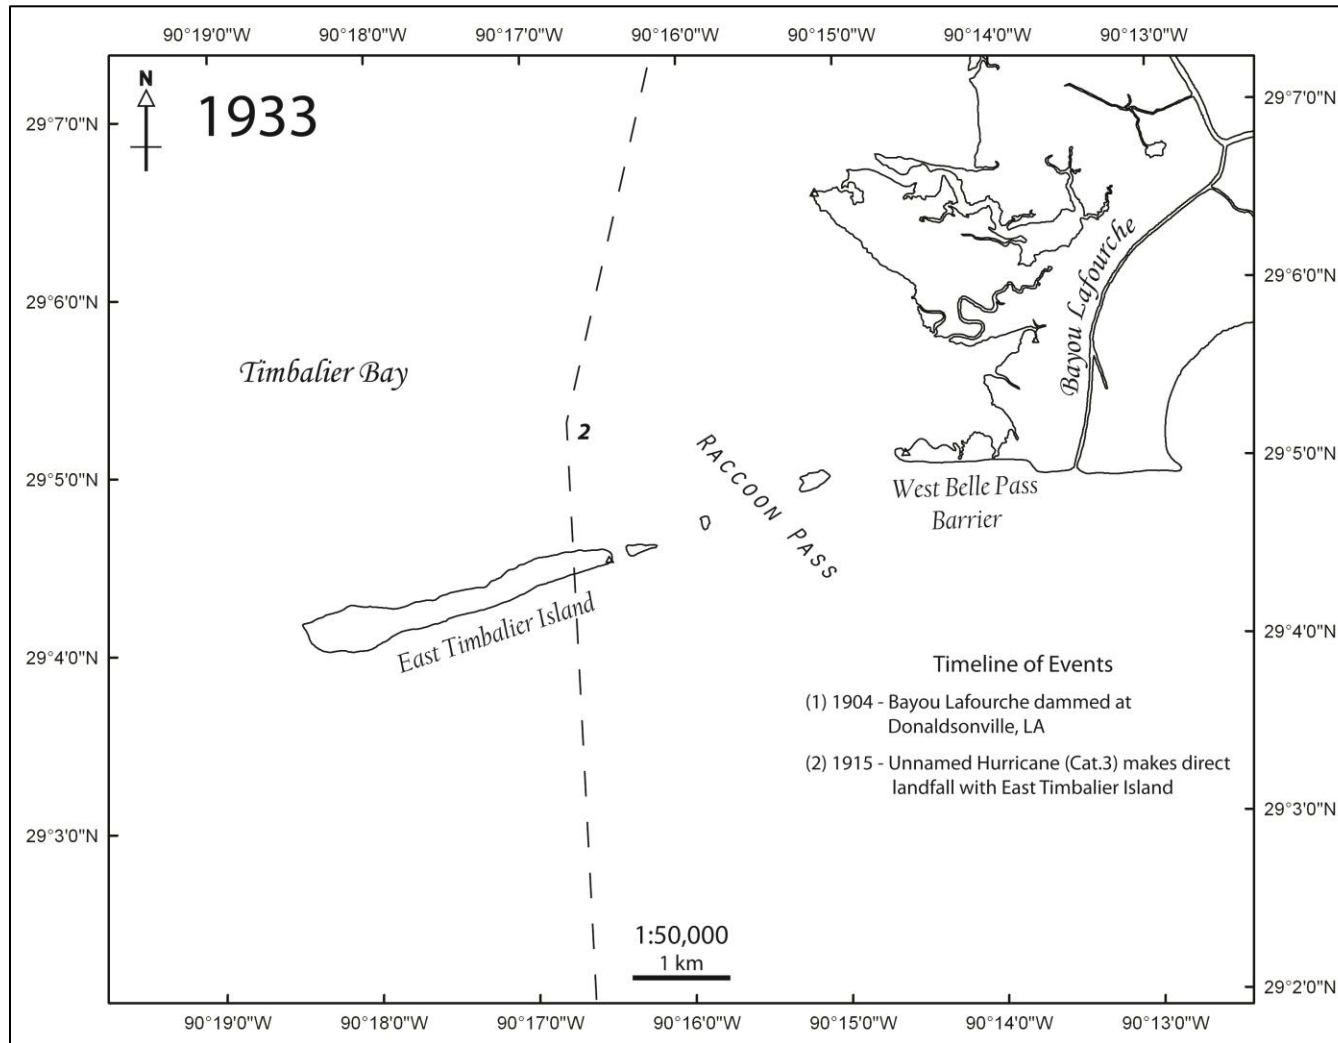 90°19'0"W 90°18'0"W 90°17'0"W 90°16'0"W 90°15'0"W 90°14'0"W 90°13'0"W
N
1933
29°7'0"N
29°7'0"N
29°6'0"N
29°6'0"N
Bayou Lafourche
Timbalier Bay
2
RACCOON PASS
29°5'0"N
29°5'0"N
West Belle Pass
Barrier
East Timbalier Island
29°4'0"N
29°4'0"N
Timeline of Events
(1) 1904 - Bayou Lafourche dammed at
Donaldsonville, LA
(2) 1915 - Unnamed Hurricane (Cat.3) makes direct
landfall with East Timbalier Island
29°3'0"N
29°3'0"N
1:50,000
1 km
29°2'0"N
90°19'0"W 90°18'0"W 90°17'0"W 90°16'0"W 90°15'0"W 90°14'0"W 90°13'0"W